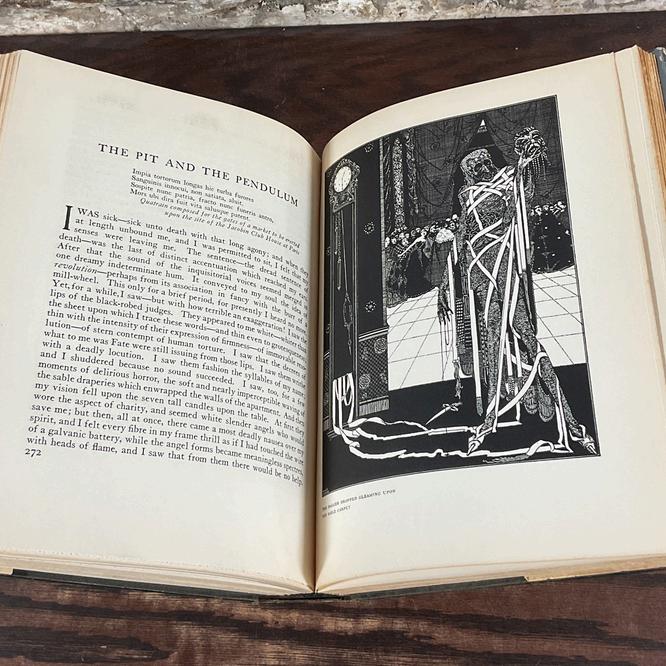 THE PIT AND THE PENDULUM
Impia tortorum longas hic turba furores
Sanguinis innocui, non satiata, aluit.
Sospite nunc patria, fracto nunc funeris antro,
Mors ubi dira fuit vita salusque patent.
Quatrain composed for the gates of a market to be erected
upon the site of the Jacobin Club House at Paris.
I WAS sick—sick unto death with that long agony; and when they
at length unbound me, and I was permitted to sit, I felt that my
senses were leaving me. The sentence—the dread sentence of
death—was the last of distinct accentuation which reached my ears.
After that the sound of the inquisitorial voices seemed merged in
one dreamy indeterminate hum. It conveyed to my soul the idea of
revolution—perhaps from its association in fancy with the burr of a
mill-wheel. This only for a brief period, for presently I heard no more.
Yet, for a while, I saw—but with how terrible an exaggeration! I saw the
lips of the black-robed judges. They appeared to me white—whiter than
the sheet upon which I trace these words—and thin even to grotesqueness;
thin with the intensity of their expression of firmness—of immovable reso-
lution—of stern contempt of human torture. I saw that the decrees of
what to me was Fate were still issuing from those lips. I saw them writhe
with a deadly locution. I saw them fashion the syllables of my name,
and I shuddered because no sound succeeded. I saw, too, for a few
moments of delirious horror, the soft and nearly imperceptible waving of
the sable draperies which enwrapped the walls of the apartment. And then
my vision fell upon the seven tall candles upon the table. At first they
wore the aspect of charity, and seemed white slender angels who would
save me; but then, all at once, there came a most deadly nausea over my
spirit, and I felt every fibre in my frame thrill as if I had touched the wire
of a galvanic battery, while the angel forms became meaningless spectres,
with heads of flame, and I saw that from them there would be no help.
272
THE DAGGER DROPPED GLEAMING UPON
THE SABLE CARPET